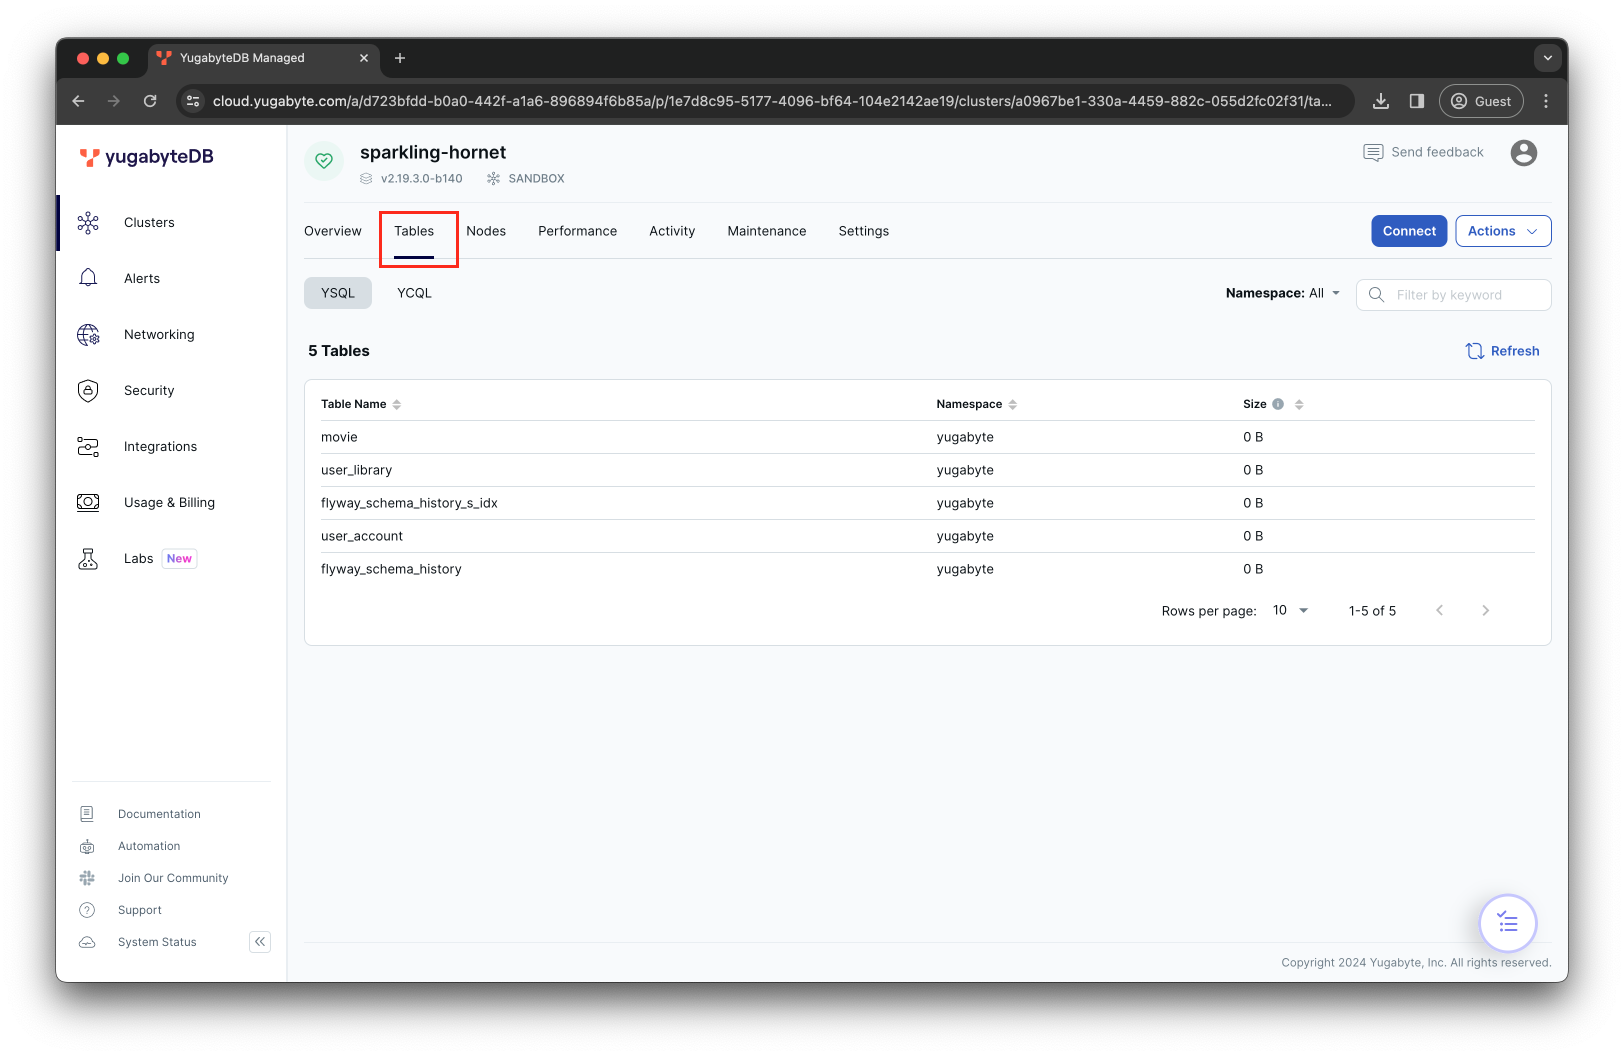 YugabyteDB Managed
cloud.yugabyte.com/a/d723bfdd-b0a0-442f-a1a6-896894f6b85a/p/1e7d8c95-5177-4096-bf64-104e2142ae19/clusters/a0967be1-330a-4459-882c-055d2fc02f31/ta...
Guest
yugabyteDB
sparkling-hornet
v2.19.3.0-b140 SANDBOX
Send feedback
Clusters
Alerts
Networking
Security
Integrations
Usage & Billing
Labs New
Overview Tables Nodes Performance Activity Maintenance Settings
Connect Actions
YSQL YCQL
Namespace: All Filter by keyword
5 Tables
Refresh
Table Name Namespace Size
movie yugabyte 0 B
user_library yugabyte 0 B
flyway_schema_history_s_idx yugabyte 0 B
user_account yugabyte 0 B
flyway_schema_history yugabyte 0 B
Rows per page: 10 1-5 of 5
Documentation
Automation
Join Our Community
Support
System Status
Copyright 2024 Yugabyte, Inc. All rights reserved.